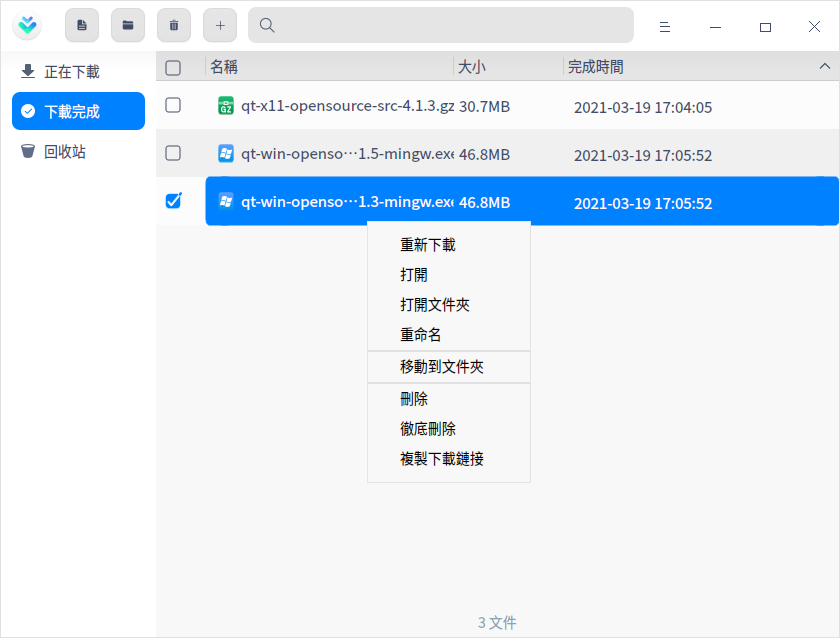 正在下載
下載完成
回收站
名稱 大小 完成時間
qt-x11-opensource-src-4.1.3.gz 30.7MB 2021-03-19 17:04:05
qt-win-openso···1.5-mingw.exe 46.8MB 2021-03-19 17:05:52
qt-win-openso···1.3-mingw.exe 46.8MB 2021-03-19 17:05:52
重新下載
打開
打開文件夾
重命名
移動到文件夾
刪除
徹底刪除
複製下載鏈接
3 文件